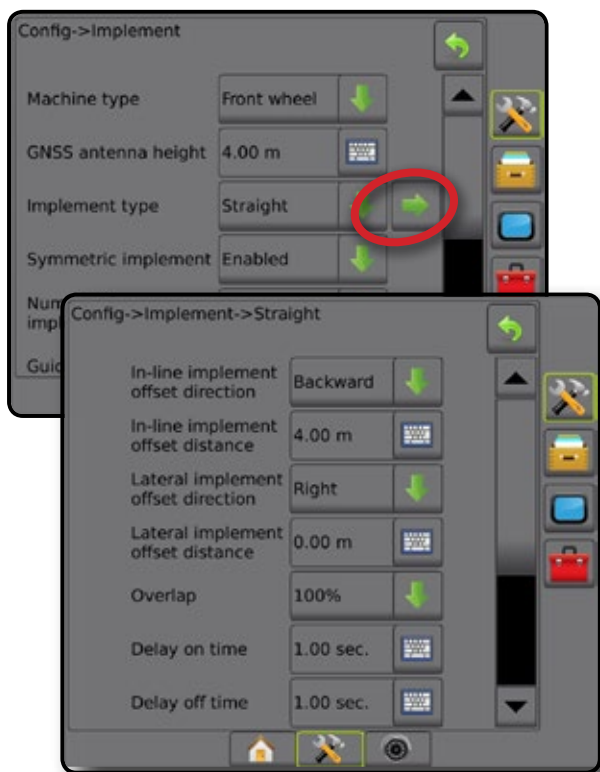 Config->Implement
Machine type Front wheel
GNSS antenna height 4.00 m
Implement type Straight
Symmetric implement Enabled
Num
impl
Guid
Config->Implement->Straight
In-line implement
offset direction Backward
In-line implement
offset distance 4.00 m
Lateral implement
offset direction Right
Lateral implement
offset distance 0.00 m
Overlap 100%
Delay on time 1.00 sec.
Delay off time 1.00 sec.